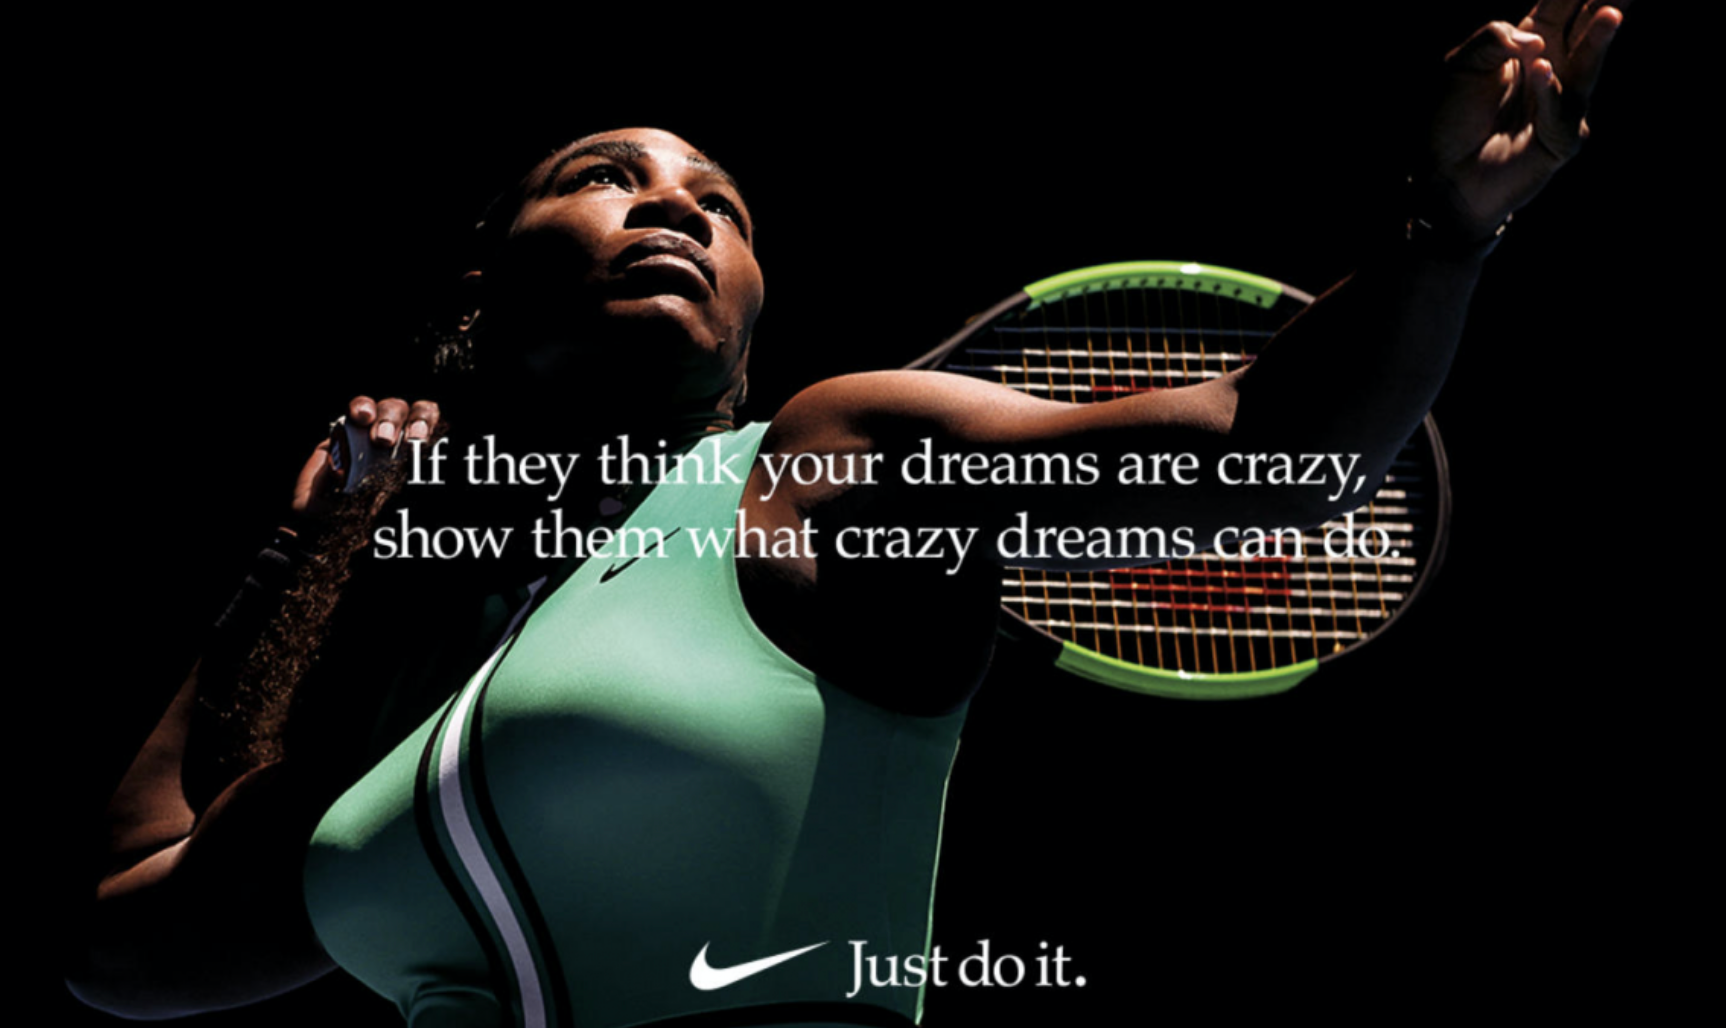 If they think your dreams are crazy,
show them what crazy dreams can do.
Just do it.